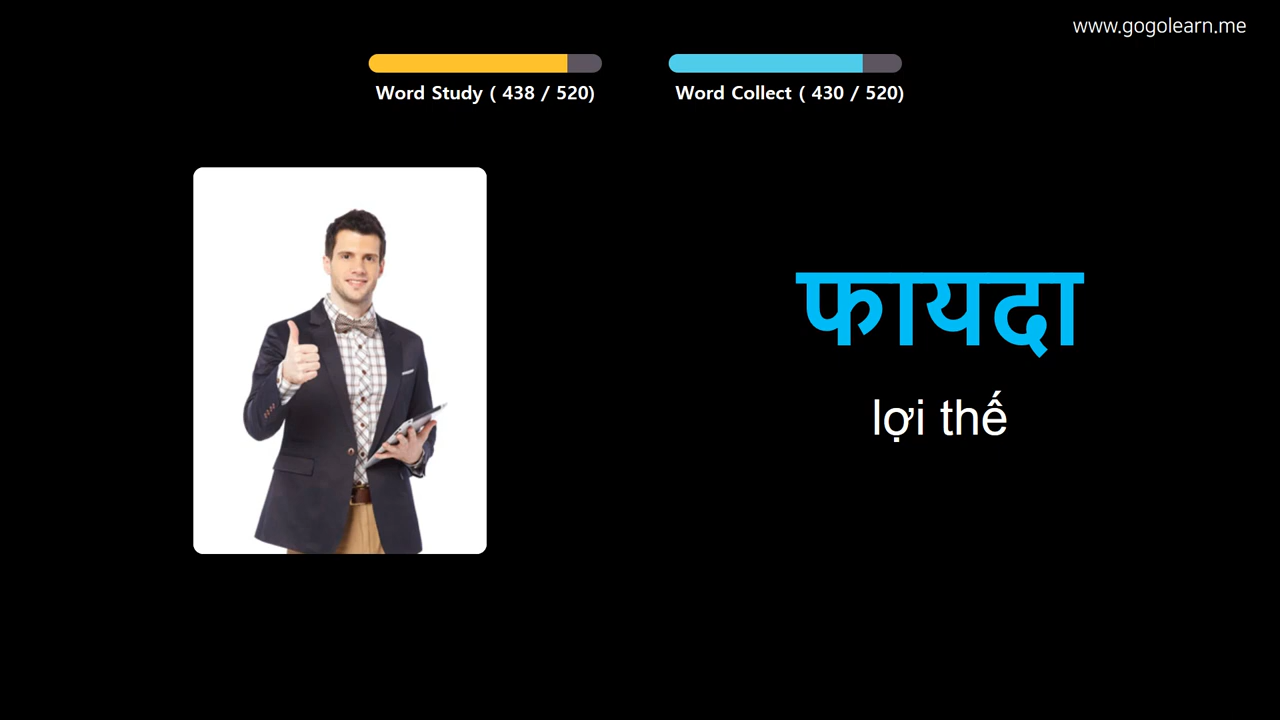 www.gogolearn.me
Word Study ( 438 / 520)
Word Collect ( 430 / 520)
फायदा
lợi thế